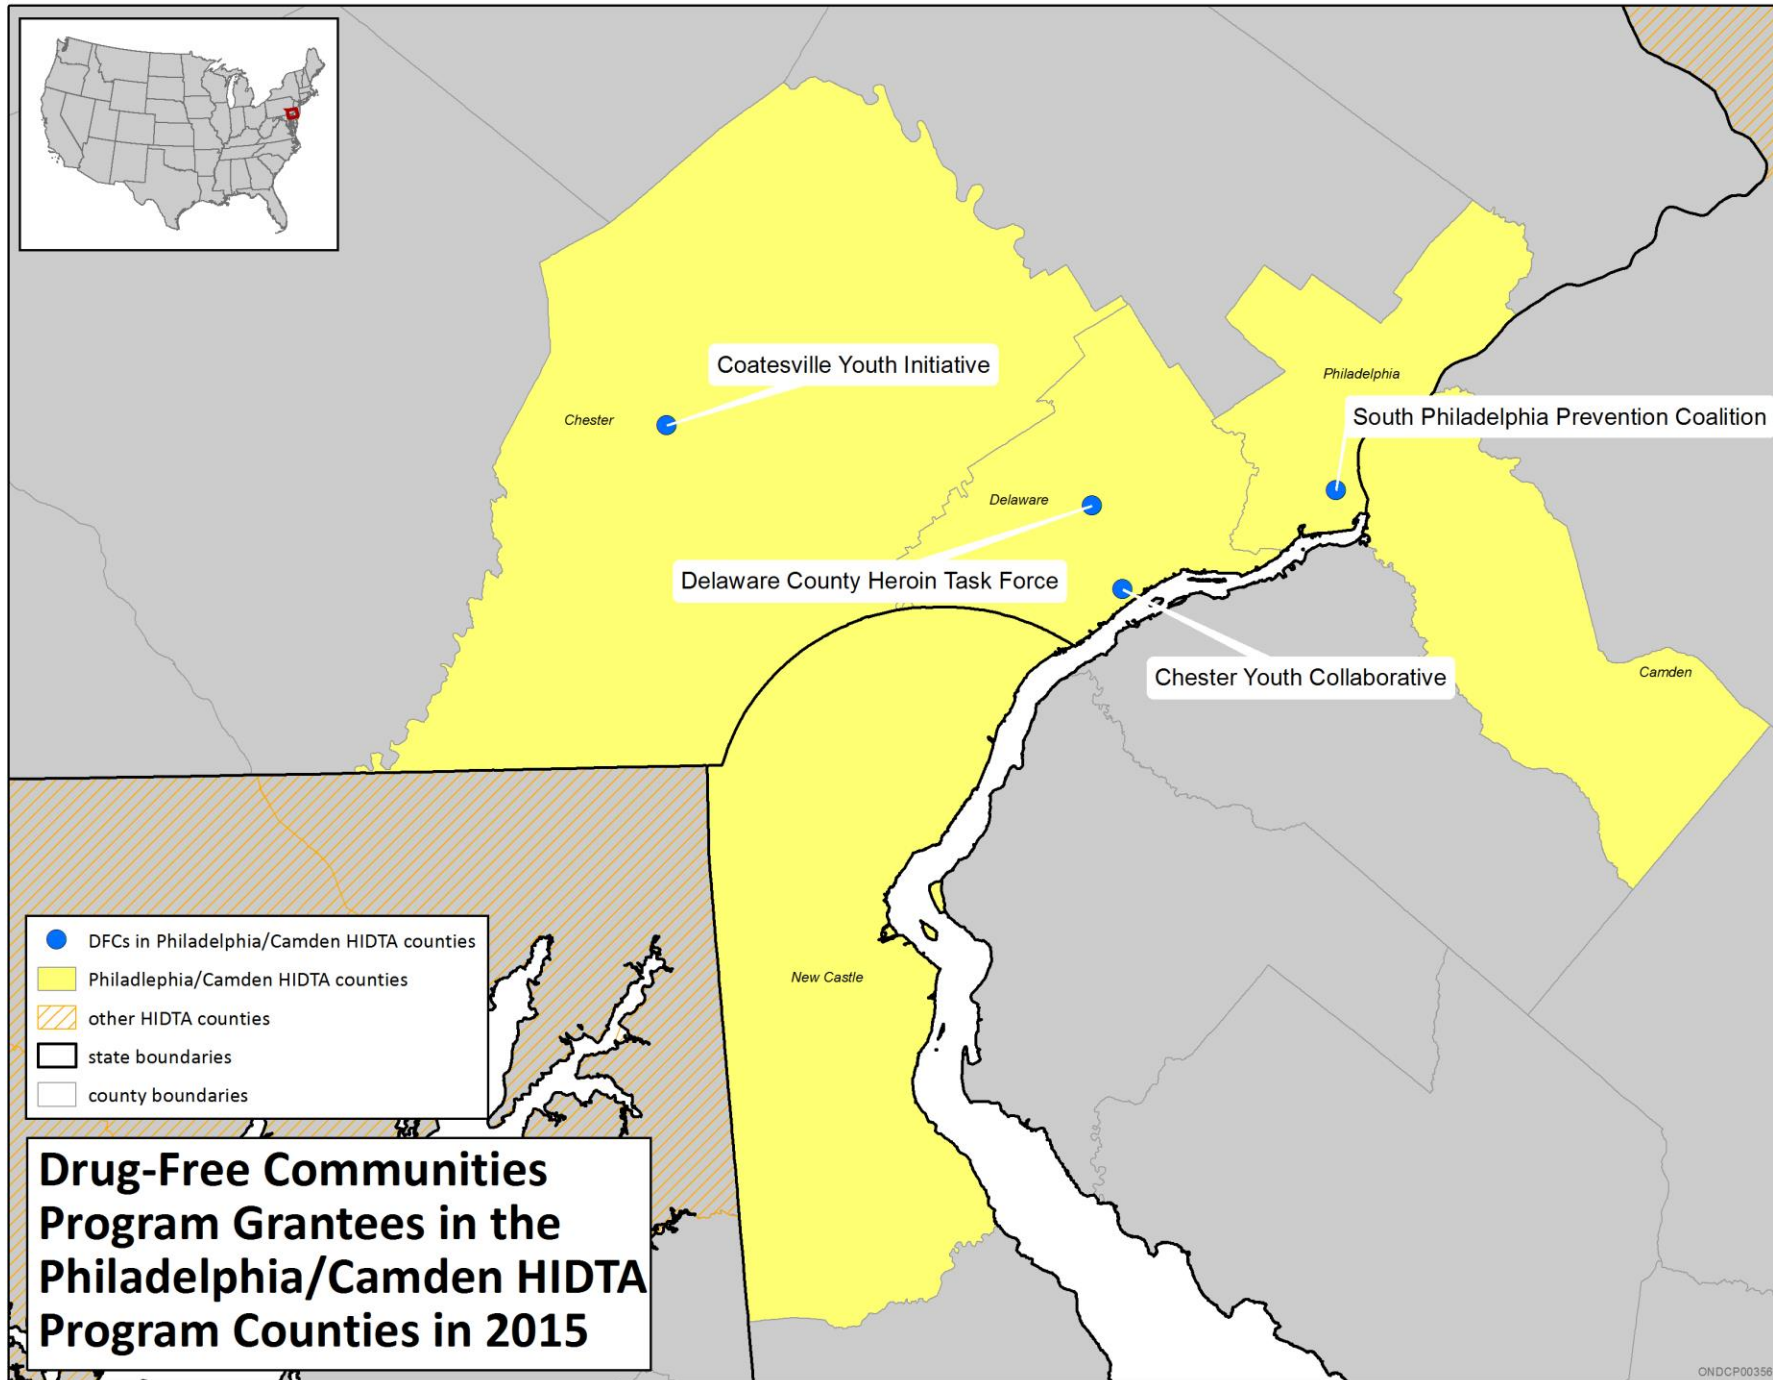 Coatesville Youth Initiative
Philadelphia
South Philadelphia Prevention Coalition
Chester
Delaware
Delaware County Heroin Task Force
Chester Youth Collaborative
Camden
New Castle
DFCs in Philadelphia/Camden HIDTA counties
Philadlephia/Camden HIDTA counties
other HIDTA counties
state boundaries
county boundaries
Drug-Free Communities
Program Grantees in the
Philadelphia/Camden HIDTA
Program Counties in 2015
ONDCP00356